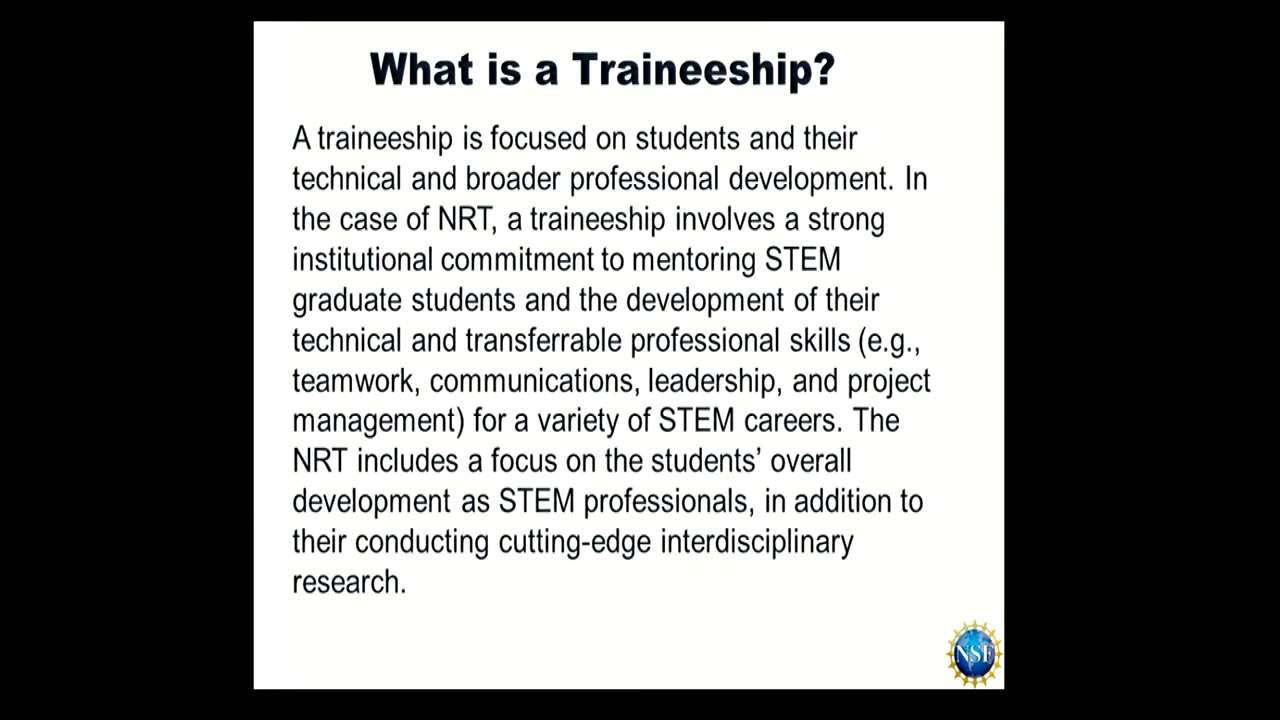 What is a Traineeship?
A traineeship is focused on students and their
technical and broader professional development. In
the case of NRT, a traineeship involves a strong
institutional commitment to mentoring STEM
graduate students and the development of their
technical and transferrable professional skills (e.g.,
teamwork, communications, leadership, and project
management) for a variety of STEM careers. The
NRT includes a focus on the students’ overall
development as STEM professionals, in addition to
their conducting cutting-edge interdisciplinary
research.
NSF